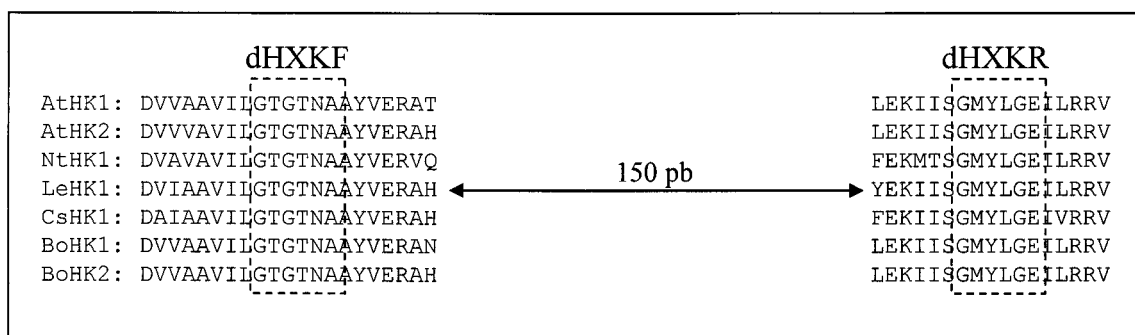 dHXKF dHXKR
AtHK1: DVVAAVILGTGTNAAYVERAT LEKIISGMYLGEILRRV
AtHK2: DVVAAVILGTGTNAAYVERAH LEKIISGMYLGEILRRV
NtHK1: DVAVAVILGTGTNAAYVERVQ FEKMTSGMYLGEILRRV
150 pb
LeHK1: DVIAAVILGTGTNAAYVERAH YEKIISGMYLGEILRRV
CsHK1: DAIAAVILGTGTNAAYVERAH FEKIISGMYLGEIVRRV
BoHK1: DVVAAVILGTGTNAAYVERAN LEKIISGMYLGEILRRV
BoHK2: DVVAAVILGTGTNAAYVERAH LEKIISGMYLGEILRRV